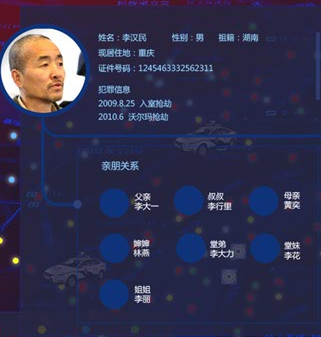 姓名：李汉民 性别：男 祖籍：湖南
现居住地：重庆
证件号码：1245463332562311
犯罪信息
2009.8.25 入室抢劫
2010.6 沃尔玛抢劫
亲朋关系
父亲 叔叔 母亲
李大一 李行里 黄奕
婶婶 堂弟 堂妹
林燕 李大力 李花
姐姐
李丽